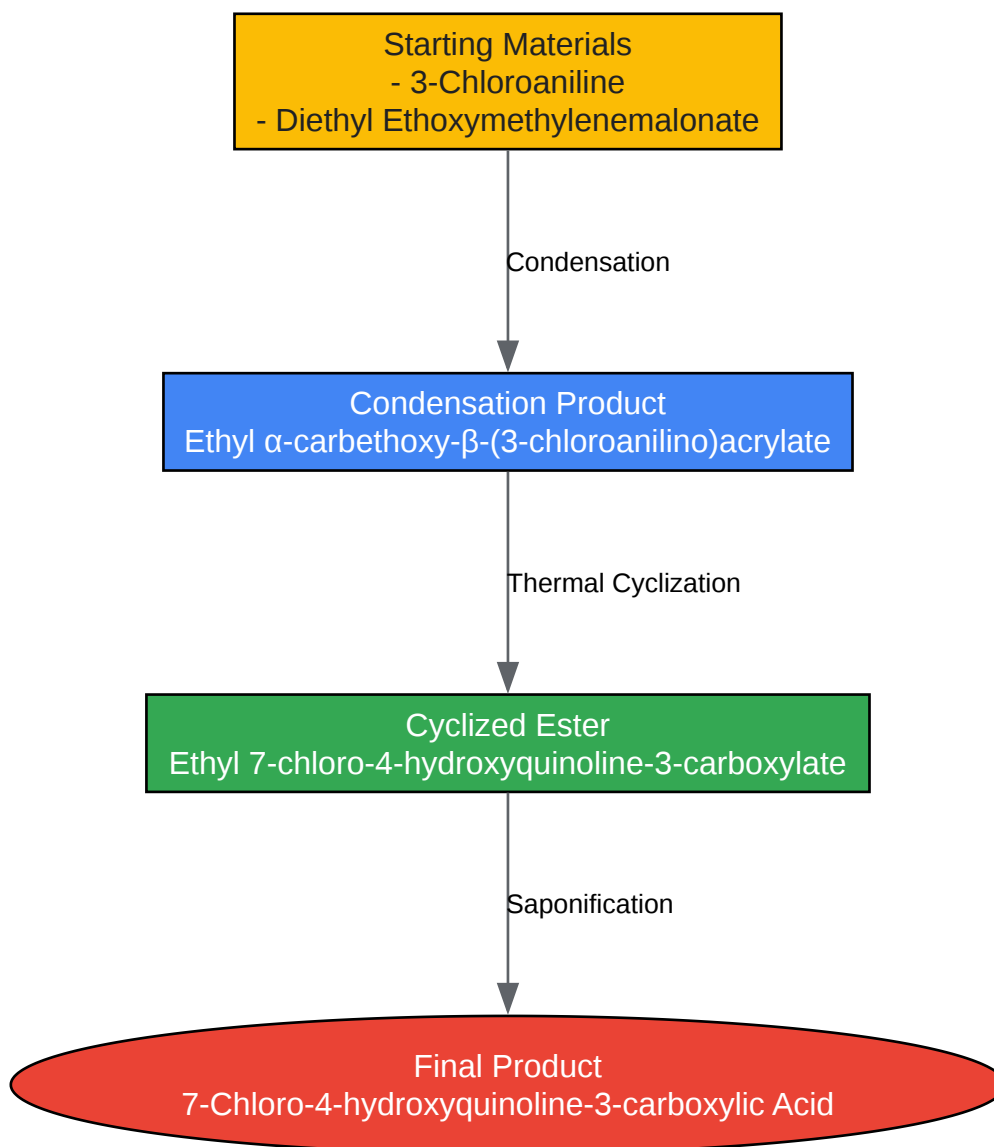 Starting Materials
- 3-Chloroaniline
- Diethyl Ethoxymethylenemalonate
Condensation
Condensation Product
Ethyl α-carbethoxy-β-(3-chloroanilino)acrylate
Thermal Cyclization
Cyclized Ester
Ethyl 7-chloro-4-hydroxyquinoline-3-carboxylate
Saponification
Final Product
7-Chloro-4-hydroxyquinoline-3-carboxylic Acid